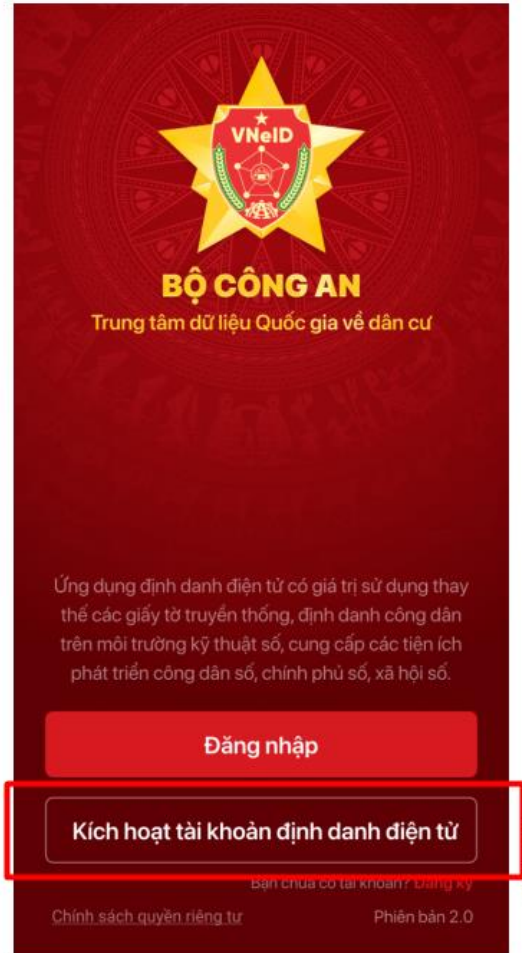 VNeID
BỘ CÔNG AN
Trung tâm dữ liệu Quốc gia về dân cư
Ứng dụng định danh điện tử có giá trị sử dụng thay
thế các giấy tờ truyền thống, định danh công dân
trên môi trường kỹ thuật số, cung cấp các tiện ích
phát triển công dân số, chính phủ số, xã hội số.
Đăng nhập
Kích hoạt tài khoản định danh điện tử
Bạn chưa có tài khoản? Đăng ký
Chính sách quyền riêng tư
Phiên bản 2.0